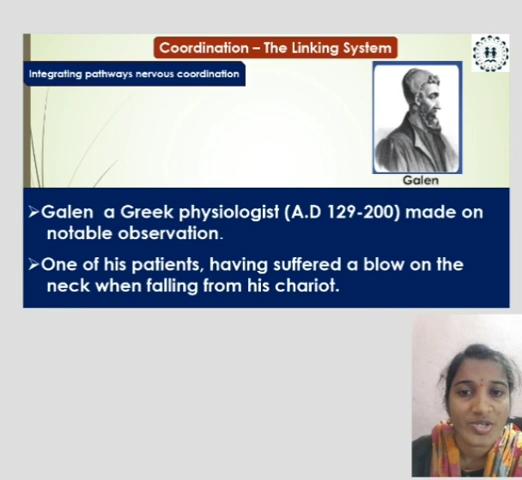 Coordination – The Linking System
Integrating pathways nervous coordination
Galen
➢Galen a Greek physiologist (A.D 129-200) made on
notable observation.
➢One of his patients, having suffered a blow on the
neck when falling from his chariot.